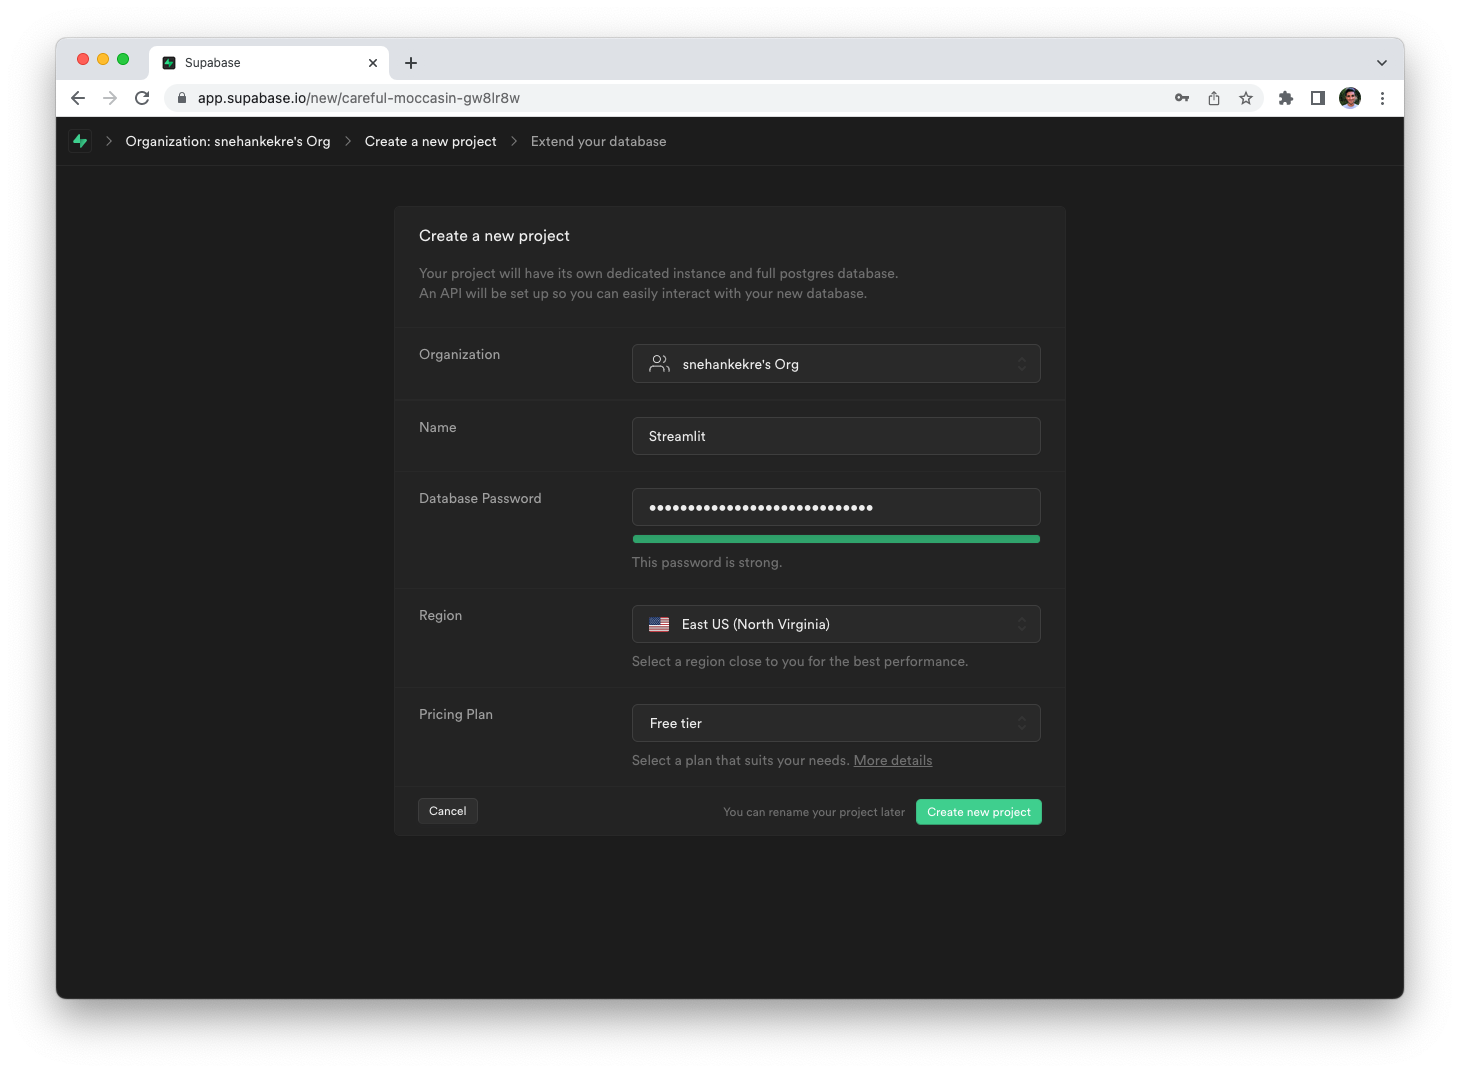 Supabase
app.supabase.io/new/careful-moccasin-gw8lr8w
Organization: snehankekre's Org
Create a new project
Extend your database
Create a new project
Your project will have its own dedicated instance and full postgres database.
An API will be set up so you can easily interact with your new database.
Organization
snehankekre's Org
Name
Streamlit
Database Password
•••••••••••••••••••••••••••••
This password is strong.
Region
East US (North Virginia)
Select a region close to you for the best performance.
Pricing Plan
Free tier
Select a plan that suits your needs. More details
Cancel
You can rename your project later
Create new project